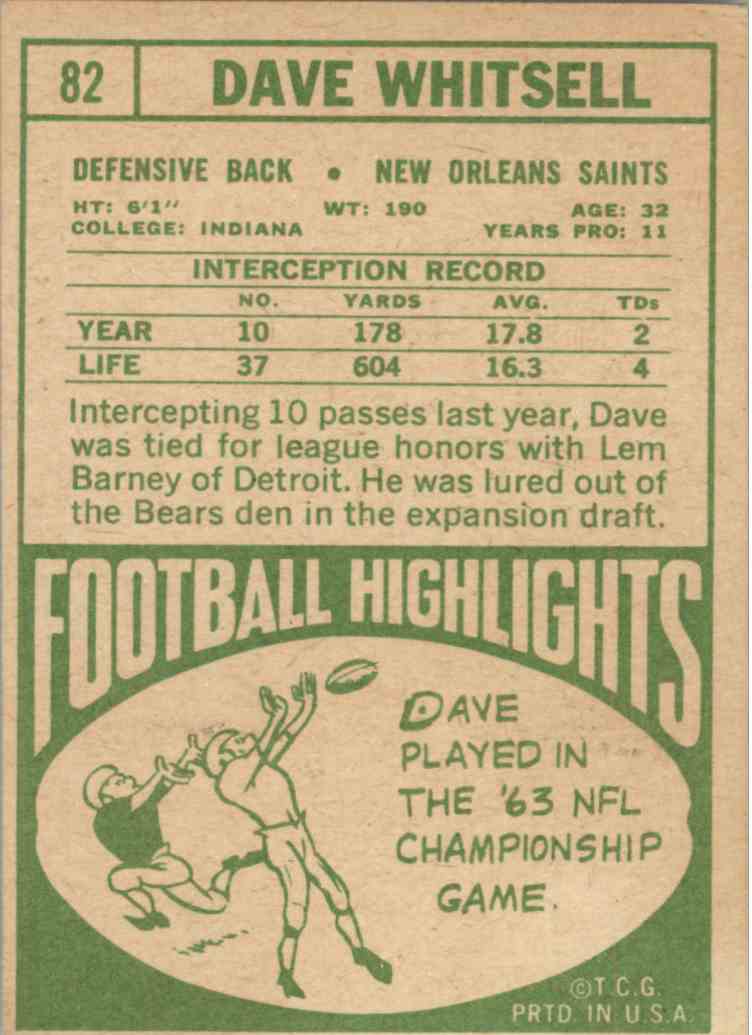 82 DAVE WHITSELL
DEFENSIVE BACK • NEW ORLEANS SAINTS
HT: 6'1" WT: 190 AGE: 32
COLLEGE: INDIANA YEARS PRO: 11
INTERCEPTION RECORD
NO. YARDS AVG. TDs
YEAR 10 178 17.8 2
LIFE 37 604 16.3 4
Intercepting 10 passes last year, Dave
was tied for league honors with Lem
Barney of Detroit. He was lured out of
the Bears den in the expansion draft.
FOOTBALL HIGHLIGHTS
DAVE
PLAYED IN
THE '63 NFL
CHAMPIONSHIP
GAME.
©T.C.G.
PRTD. IN U.S.A.